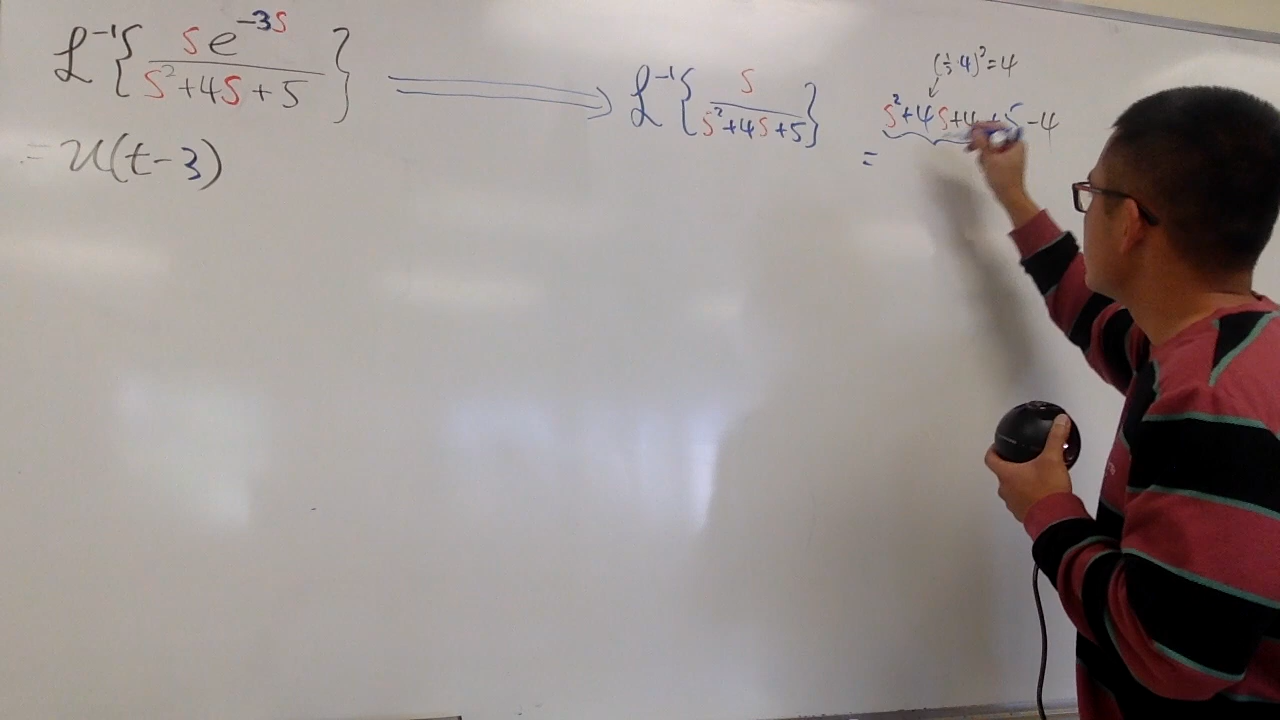 ℒ⁻¹{ se⁻³ˢ / s²+4s+5 } ⟹ ℒ⁻¹{ s / s²+4s+5 }
= 𝒰(t-3)
(½·4)²=4
s²+4s+4+5-4
=